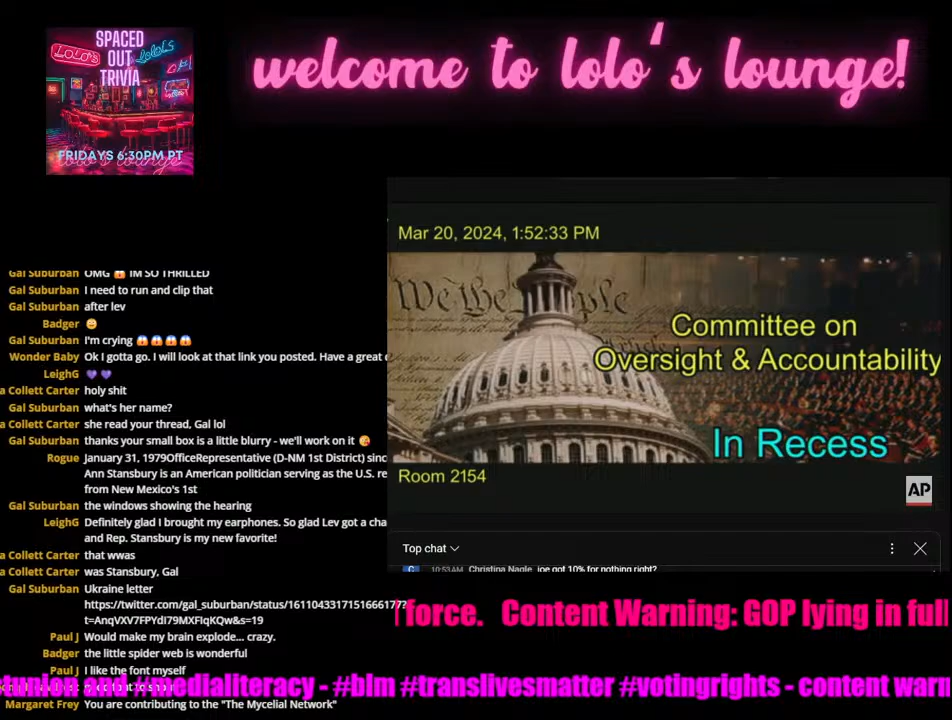 SPACED
OUT
TRIVIA
LOLO'S
FRIDAYS 6:30PM PT
lolo's lounge
welcome to lolo's lounge!
Mar 20, 2024, 1:52:33 PM
We the People
Article
Committee on
Oversight & Accountability
In Recess
Room 2154
AP
Top chat
10:53AM Christina Nagle joe got 10% for nothing right?
Gal Suburban OMG 😱 IM SO THRILLED
Gal Suburban I need to run and clip that
Gal Suburban after lev
Badger 😊
Gal Suburban I'm crying 😱😱😱😱
Wonder Baby Ok I gotta go. I will look at that link you posted. Have a great
LeighG 💜 💜
a Collett Carter holy shit
Gal Suburban what's her name?
a Collett Carter she read your thread, Gal lol
Gal Suburban thanks your small box is a little blurry - we'll work on it 😘
Rogue January 31, 1979OfficeRepresentative (D-NM 1st District) sinc
Ann Stansbury is an American politician serving as the U.S. re
from New Mexico's 1st
Gal Suburban the windows showing the hearing
LeighG Definitely glad I brought my earphones. So glad Lev got a cha
and Rep. Stansbury is my new favorite!
a Collett Carter that wwas
a Collett Carter was Stansbury, Gal
Gal Suburban Ukraine letter
https://twitter.com/gal_suburban/status/1611043317151666177?
t=AnqVXV7FPYdI79MXFIqKQw&s=19
Paul J Would make my brain explode... crazy.
Badger the little spider web is wonderful
Paul J I like the font myself
Margaret Frey You are contributing to the "The Mycelial Network"
force. Content Warning: GOP lying in full
#medialiteracy - #blm #translivesmatter #votingrights - content warn